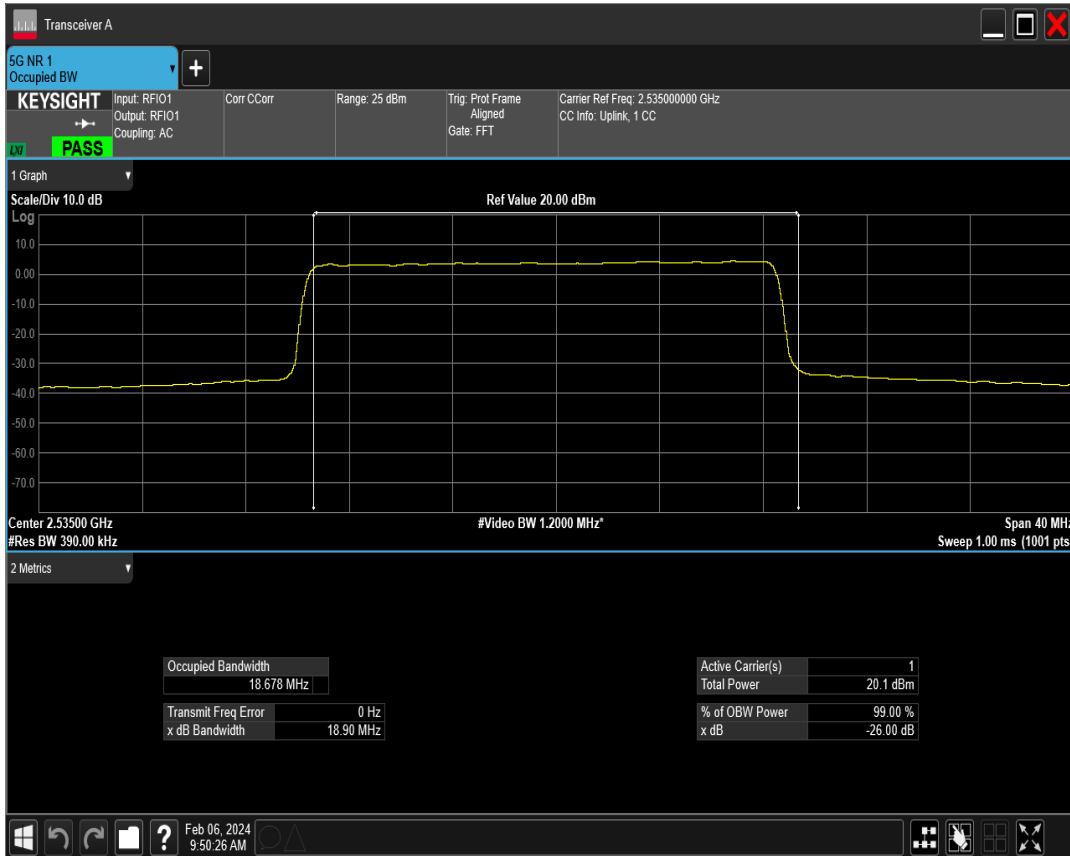 Transceiver A
5G NR 1
Occupied BW
KEYSIGHT
LXI
PASS
Input: RFIO1
Output: RFIO1
Coupling: AC
Corr CCorr
Range: 25 dBm
Trig: Prot Frame
Aligned
Gate: FFT
Carrier Ref Freq: 2.535000000 GHz
CC Info: Uplink, 1 CC
1 Graph
Scale/Div 10.0 dB
Ref Value 20.00 dBm
Log
10.0
0.00
-10.0
-20.0
-30.0
-40.0
-50.0
-60.0
-70.0
Center 2.53500 GHz
#Video BW 1.2000 MHz*
Span 40 MHz
#Res BW 390.00 kHz
Sweep 1.00 ms (1001 pts
2 Metrics
Occupied Bandwidth
18.678 MHz
Transmit Freq Error 0 Hz
x dB Bandwidth 18.90 MHz
Active Carrier(s) 1
Total Power 20.1 dBm
% of OBW Power 99.00 %
x dB -26.00 dB
?
Feb 06, 2024
9:50:26 AM